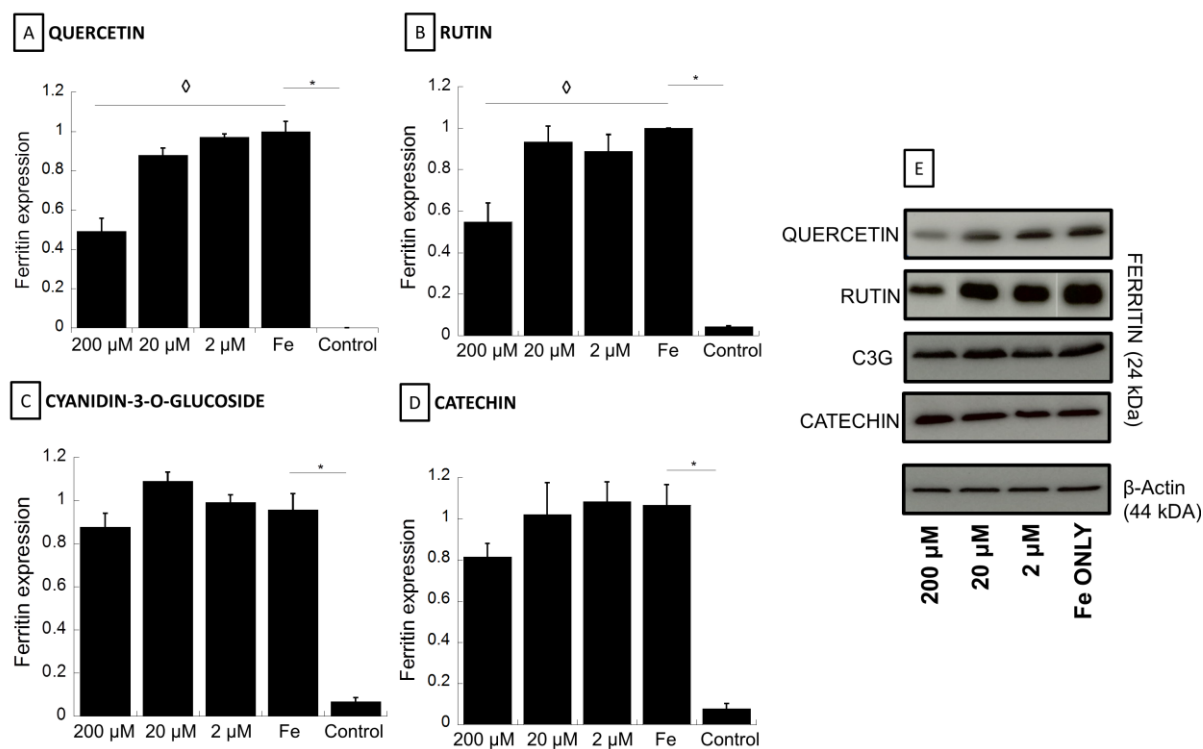 A QUERCETIN
◊
*
1.2
1
0.8
0.6
0.4
0.2
0
Ferritin expression
200 µM 20 µM 2 µM Fe Control
B RUTIN
◊
*
1.2
1
0.8
0.6
0.4
0.2
0
Ferritin expression
200 µM 20 µM 2 µM Fe Control
C CYANIDIN-3-O-GLUCOSIDE
*
1.2
1
0.8
0.6
0.4
0.2
0
Ferritin expression
200 µM 20 µM 2 µM Fe Control
D CATECHIN
*
1.2
1
0.8
0.6
0.4
0.2
0
Ferritin expression
200 µM 20 µM 2 µM Fe Control
E
QUERCETIN
RUTIN
C3G
CATECHIN
FERRITIN (24 kDa)
β-Actin
(44 kDA)
200 µM
20 µM
2 µM
Fe ONLY